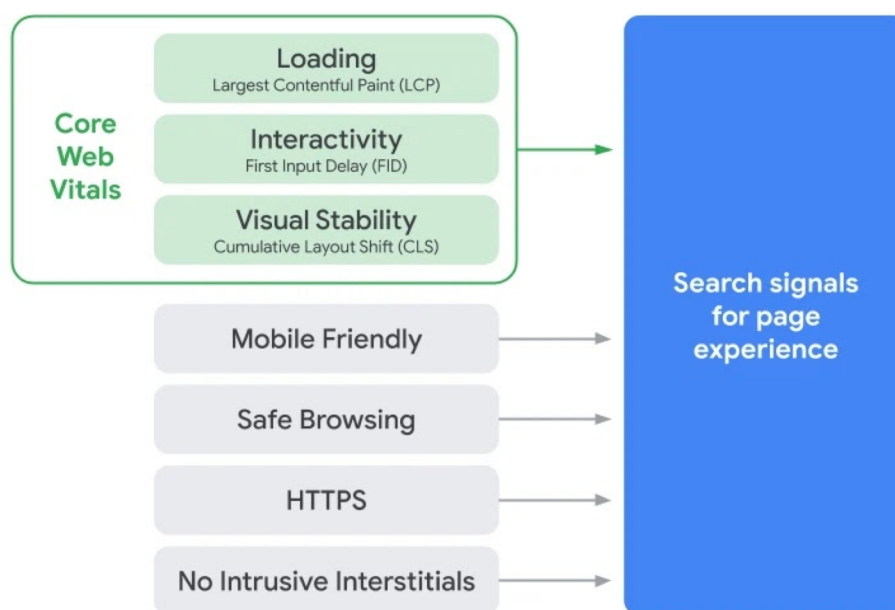 Core
Web
Vitals
Loading
Largest Contentful Paint (LCP)
Interactivity
First Input Delay (FID)
Visual Stability
Cumulative Layout Shift (CLS)
Mobile Friendly
Safe Browsing
HTTPS
No Intrusive Interstitials
Search signals
for page
experience